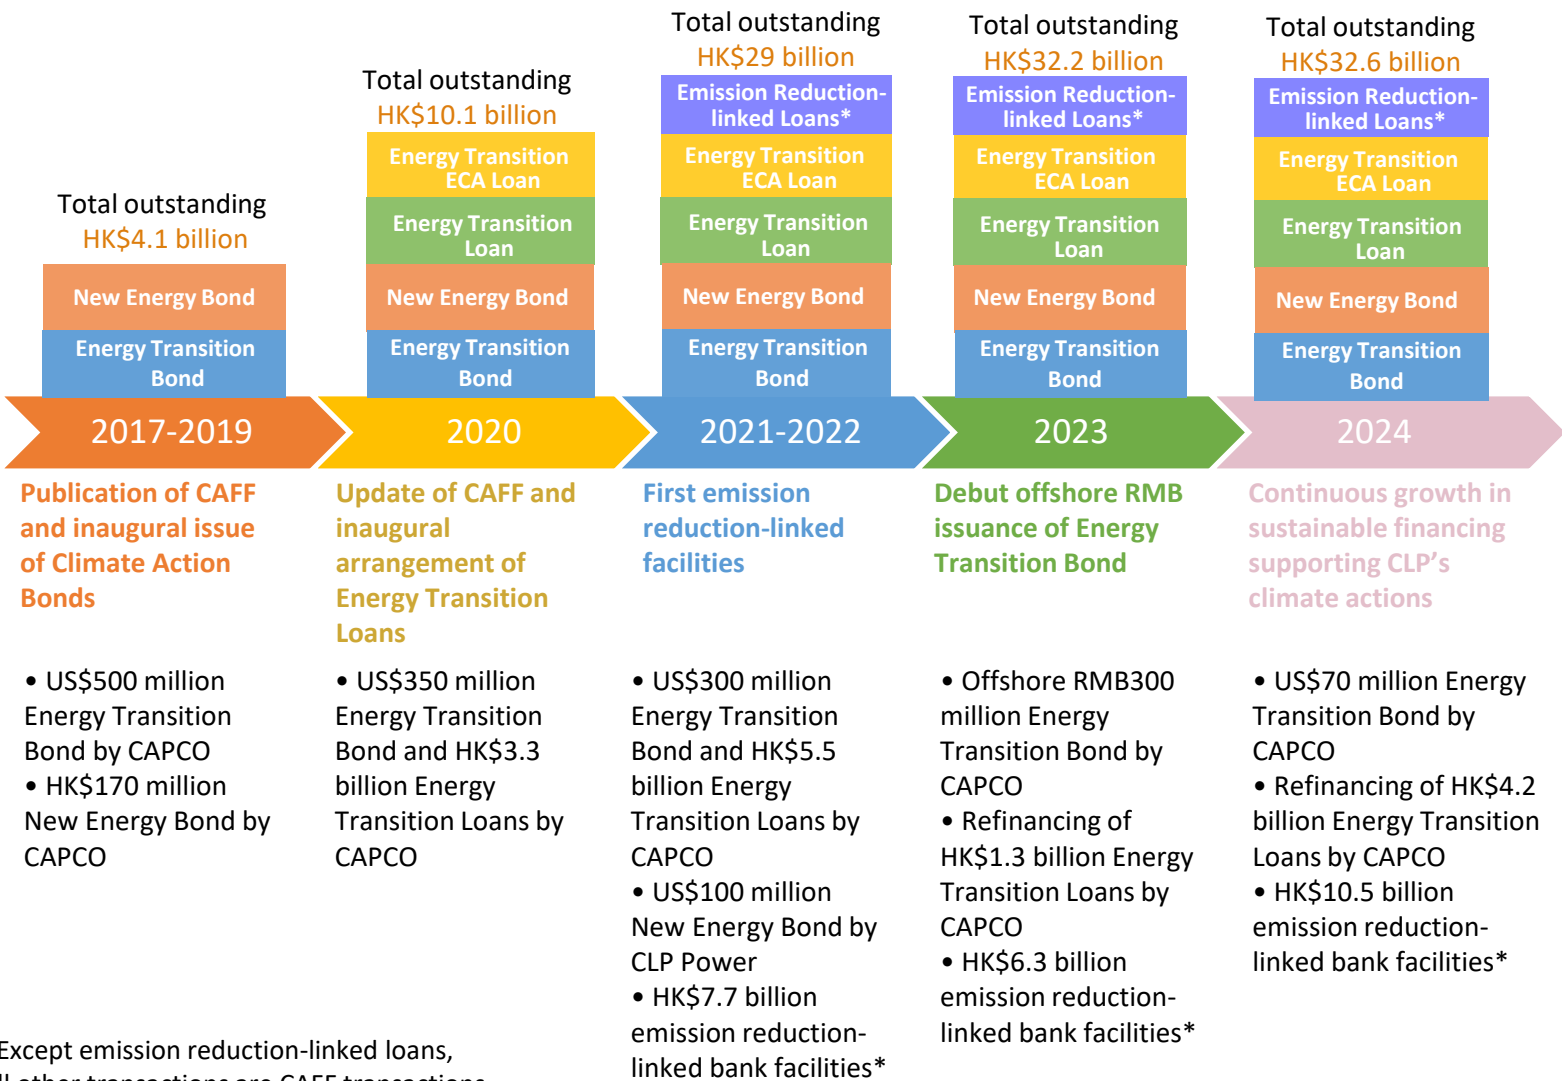 Total outstanding
HK$4.1 billion
New Energy Bond
Energy Transition
Bond
2017-2019
Publication of CAFF
and inaugural issue
of Climate Action
Bonds
• US$500 million
Energy Transition
Bond by CAPCO
• HK$170 million
New Energy Bond by
CAPCO
Total outstanding
HK$10.1 billion
Energy Transition
ECA Loan
Energy Transition
Loan
New Energy Bond
Energy Transition
Bond
2020
Update of CAFF and
inaugural
arrangement of
Energy Transition
Loans
• US$350 million
Energy Transition
Bond and HK$3.3
billion Energy
Transition Loans by
CAPCO
Total outstanding
HK$29 billion
Emission Reduction-
linked Loans*
Energy Transition
ECA Loan
Energy Transition
Loan
New Energy Bond
Energy Transition
Bond
2021-2022
First emission
reduction-linked
facilities
• US$300 million
Energy Transition
Bond and HK$5.5
billion Energy
Transition Loans by
CAPCO
• US$100 million
New Energy Bond by
CLP Power
• HK$7.7 billion
emission reduction-
linked bank facilities*
Total outstanding
HK$32.2 billion
Emission Reduction-
linked Loans*
Energy Transition
ECA Loan
Energy Transition
Loan
New Energy Bond
Energy Transition
Bond
2023
Debut offshore RMB
issuance of Energy
Transition Bond
• Offshore RMB300
million Energy
Transition Bond by
CAPCO
• Refinancing of
HK$1.3 billion Energy
Transition Loans by
CAPCO
• HK$6.3 billion
emission reduction-
linked bank facilities*
Total outstanding
HK$32.6 billion
Emission Reduction-
linked Loans*
Energy Transition
ECA Loan
Energy Transition
Loan
New Energy Bond
Energy Transition
Bond
2024
Continuous growth in
sustainable financing
supporting CLP's
climate actions
• US$70 million Energy
Transition Bond by
CAPCO
• Refinancing of HK$4.2
billion Energy Transition
Loans by CAPCO
• HK$10.5 billion
emission reduction-
linked bank facilities*
Except emission reduction-linked loans,
other transactions are CAFF transactions